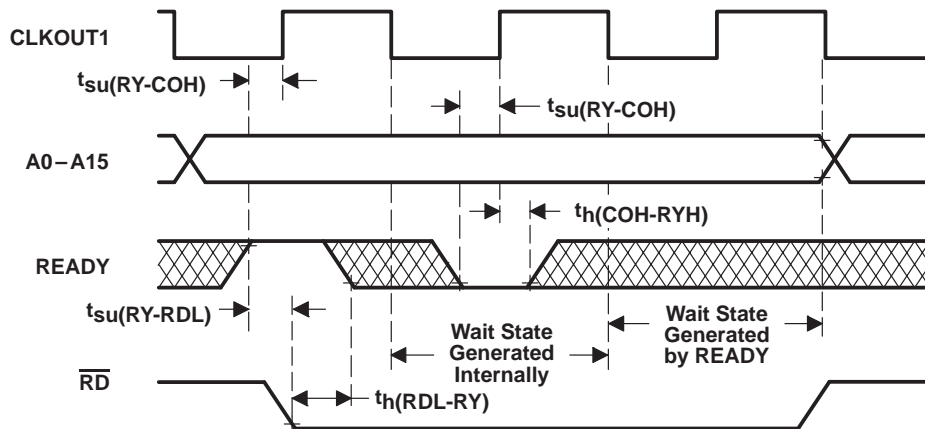 CLKOUT1
tsu(RY-COH)
tsu(RY-COH)
A0–A15
th(COH-RYH)
READY
tsu(RY-RDL)
Wait State
Generated
Internally
Wait State
Generated
by READY
RD
th(RDL-RY)